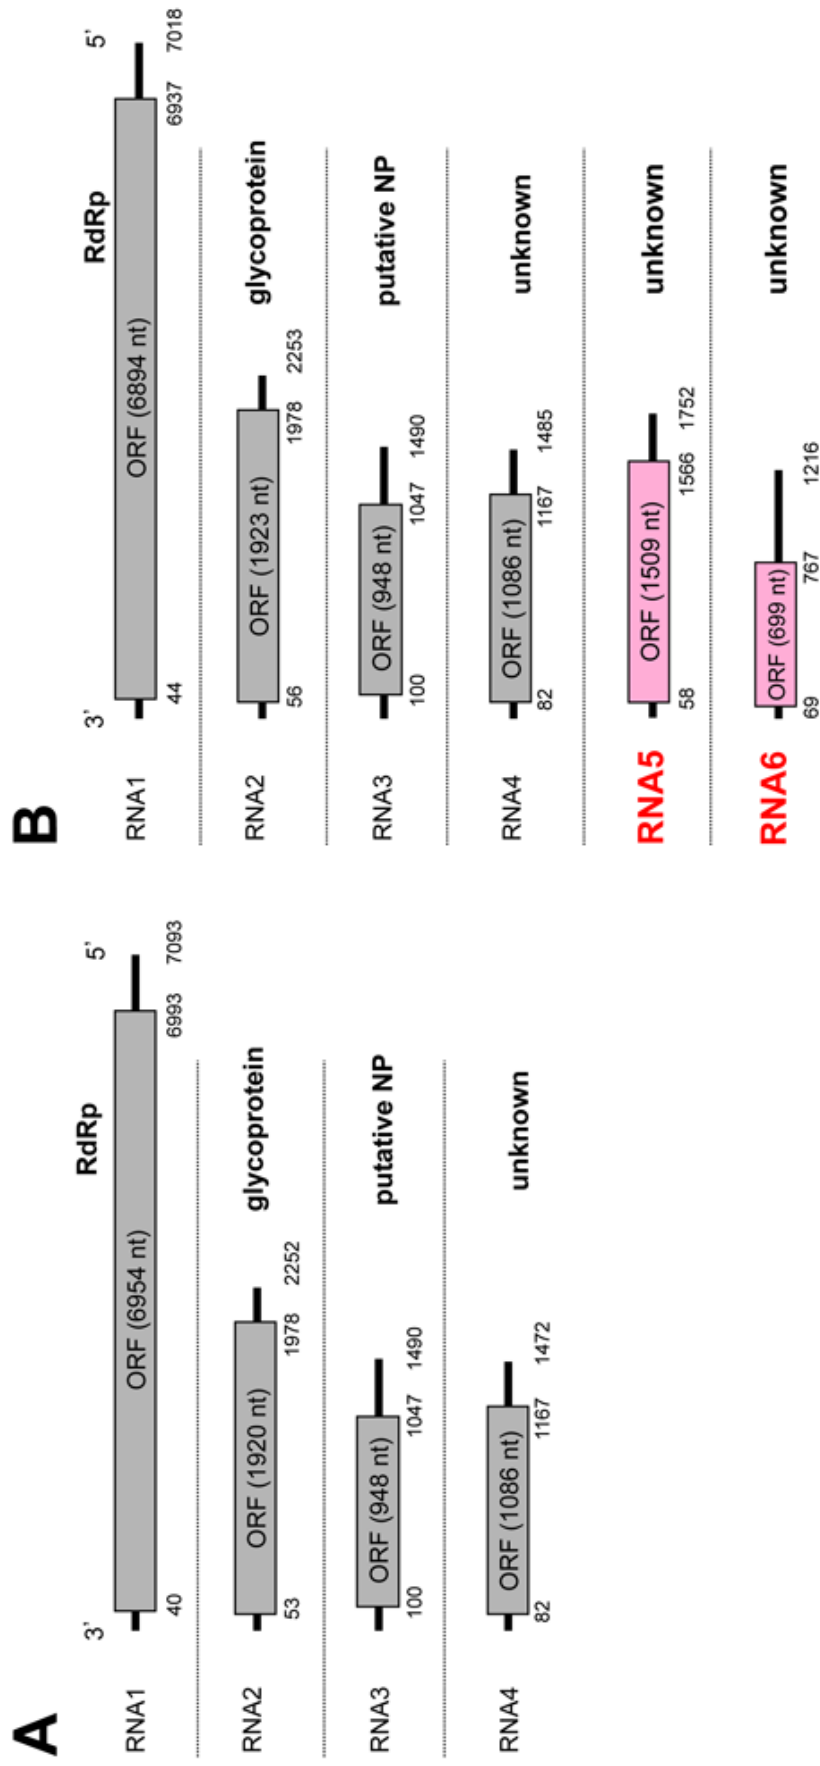 A
3' RdRp 5'
RNA1 ORF (6954 nt)
40 6993 7093
RNA2 ORF (1920 nt) glycoprotein
53 1978 2252
RNA3 ORF (948 nt) putative NP
100 1047 1490
RNA4 ORF (1086 nt) unknown
82 1167 1472
B
3' RdRp 5'
RNA1 ORF (6894 nt)
44 6937 7018
RNA2 ORF (1923 nt) glycoprotein
56 1978 2253
RNA3 ORF (948 nt) putative NP
100 1047 1490
RNA4 ORF (1086 nt) unknown
82 1167 1485
RNA5 ORF (1509 nt) unknown
58 1566 1752
RNA6 ORF (699 nt) unknown
69 767 1216